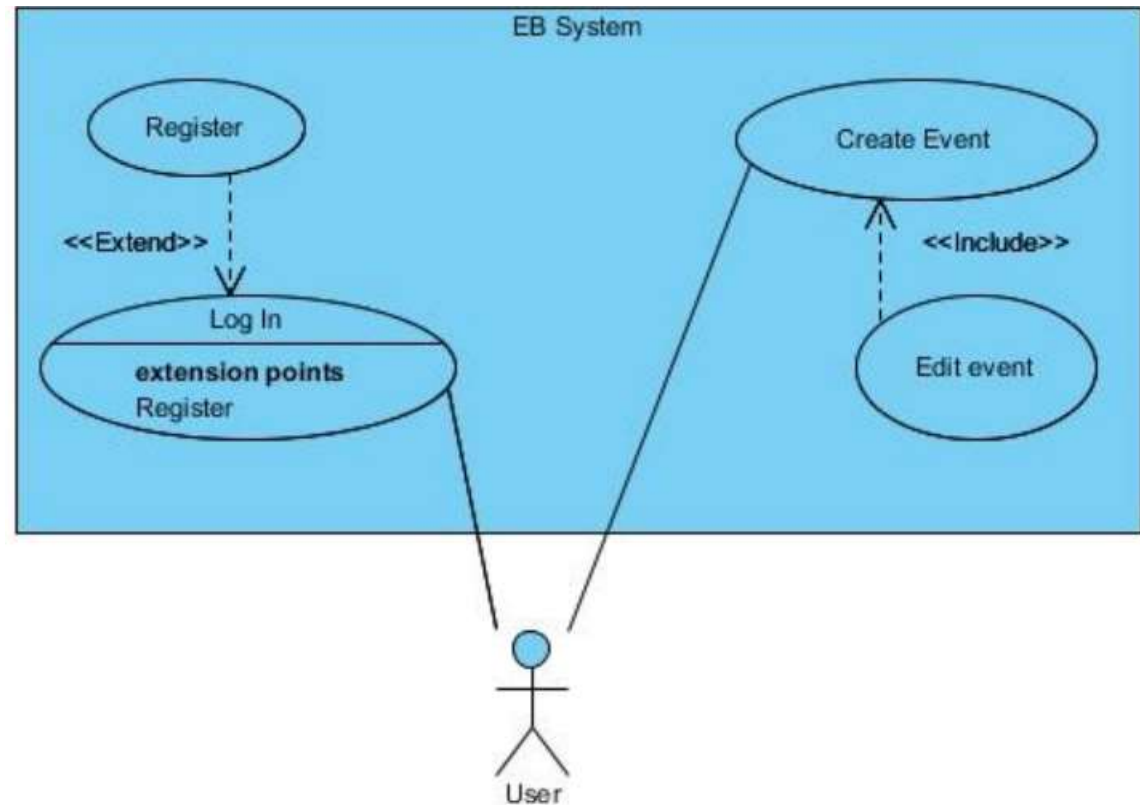 EB System
Register
Create Event
<<Extend>>
<<Include>>
Log In
extension points
Register
Edit event
User